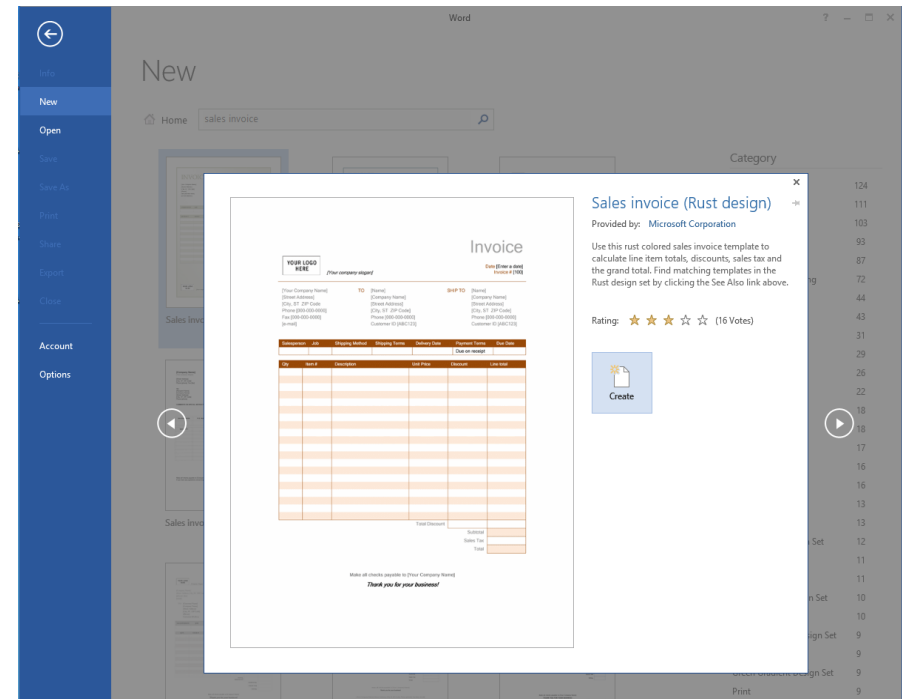 Word
Info
New
Open
Save
Save As
Print
Share
Export
Close
Account
Options
New
Home
sales invoice
Category
124
111
103
93
87
72
44
43
31
29
26
22
18
18
17
16
16
13
13
Set 12
11
11
n Set 10
10
ign Set 9
9
Green Gradient Design Set 9
Print 9
Sales Invo
Sales Invo
Invoice
YOUR LOGO
HERE
[Your company slogan]
Date [Enter a date]
Invoice # [100]
[Your Company Name]
[Street Address]
[City, ST ZIP Code]
Phone [000-000-0000]
Fax [000-000-0000]
[e-mail]
TO
[Name]
[Company Name]
[Street Address]
[City, ST ZIP Code]
Phone [000-000-0000]
Customer ID [ABC123]
SHIP TO
[Name]
[Company Name]
[Street Address]
[City, ST ZIP Code]
Phone [000-000-0000]
Customer ID [ABC123]
Salesperson Job Shipping Method Shipping Terms Delivery Date Payment Terms Due Date
Due on receipt
Qty Item # Description Unit Price Discount Line total
Total Discount
Subtotal
Sales Tax
Total
Make all checks payable to [Your Company Name]
Thank you for your business!
Sales invoice (Rust design)
Provided by: Microsoft Corporation
Use this rust colored sales invoice template to
calculate line item totals, discounts, sales tax and
the grand total. Find matching templates in the
Rust design set by clicking the See Also link above.
Rating: (16 Votes)
Create